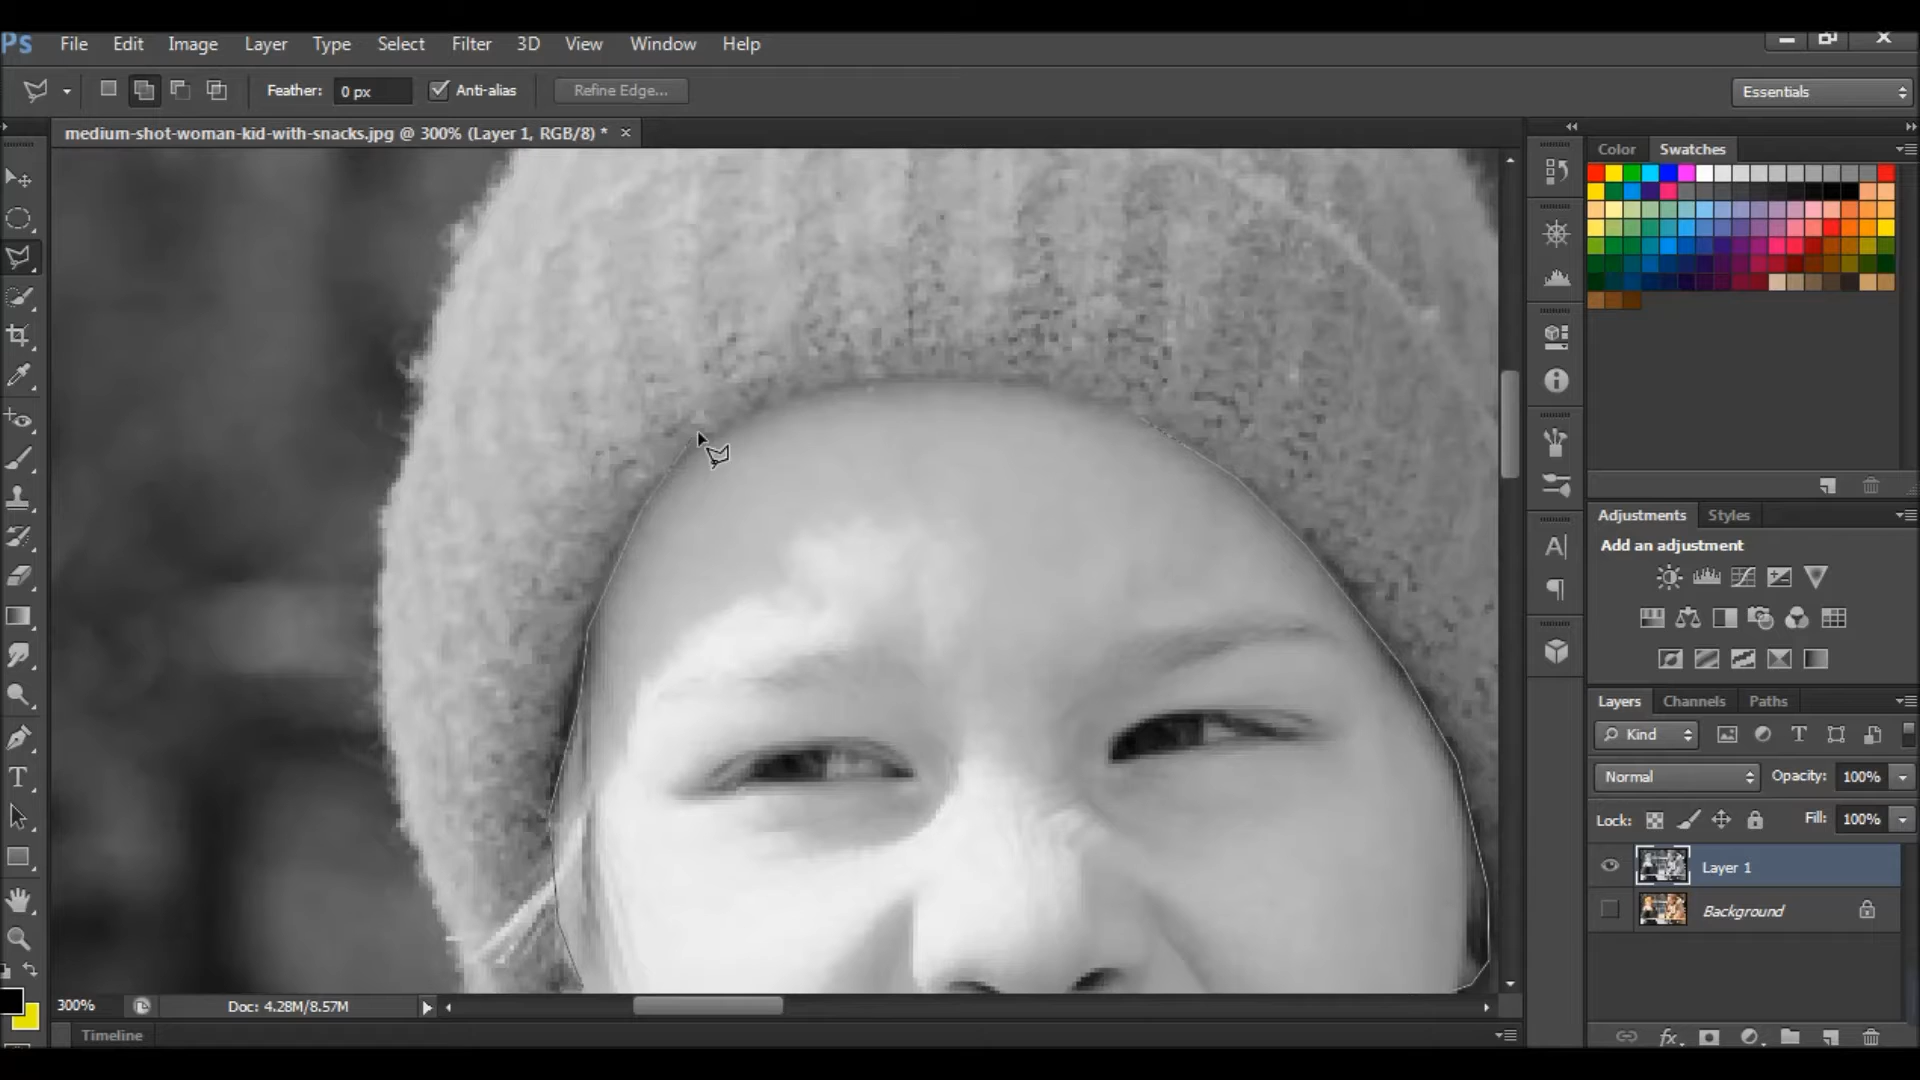 Ps File Edit Image Layer Type Select Filter 3D View Window Help
Feather: 0 px Anti-alias Refine Edge... Essentials
medium-shot-woman-kid-with-snacks.jpg @ 300% (Layer 1, RGB/8) * ×
Color Swatches
Adjustments Styles
Add an adjustment
Layers Channels Paths
Kind
Normal Opacity: 100%
Lock: Fill: 100%
Layer 1
Background
300% Doc: 4.28M/8.57M
Timeline